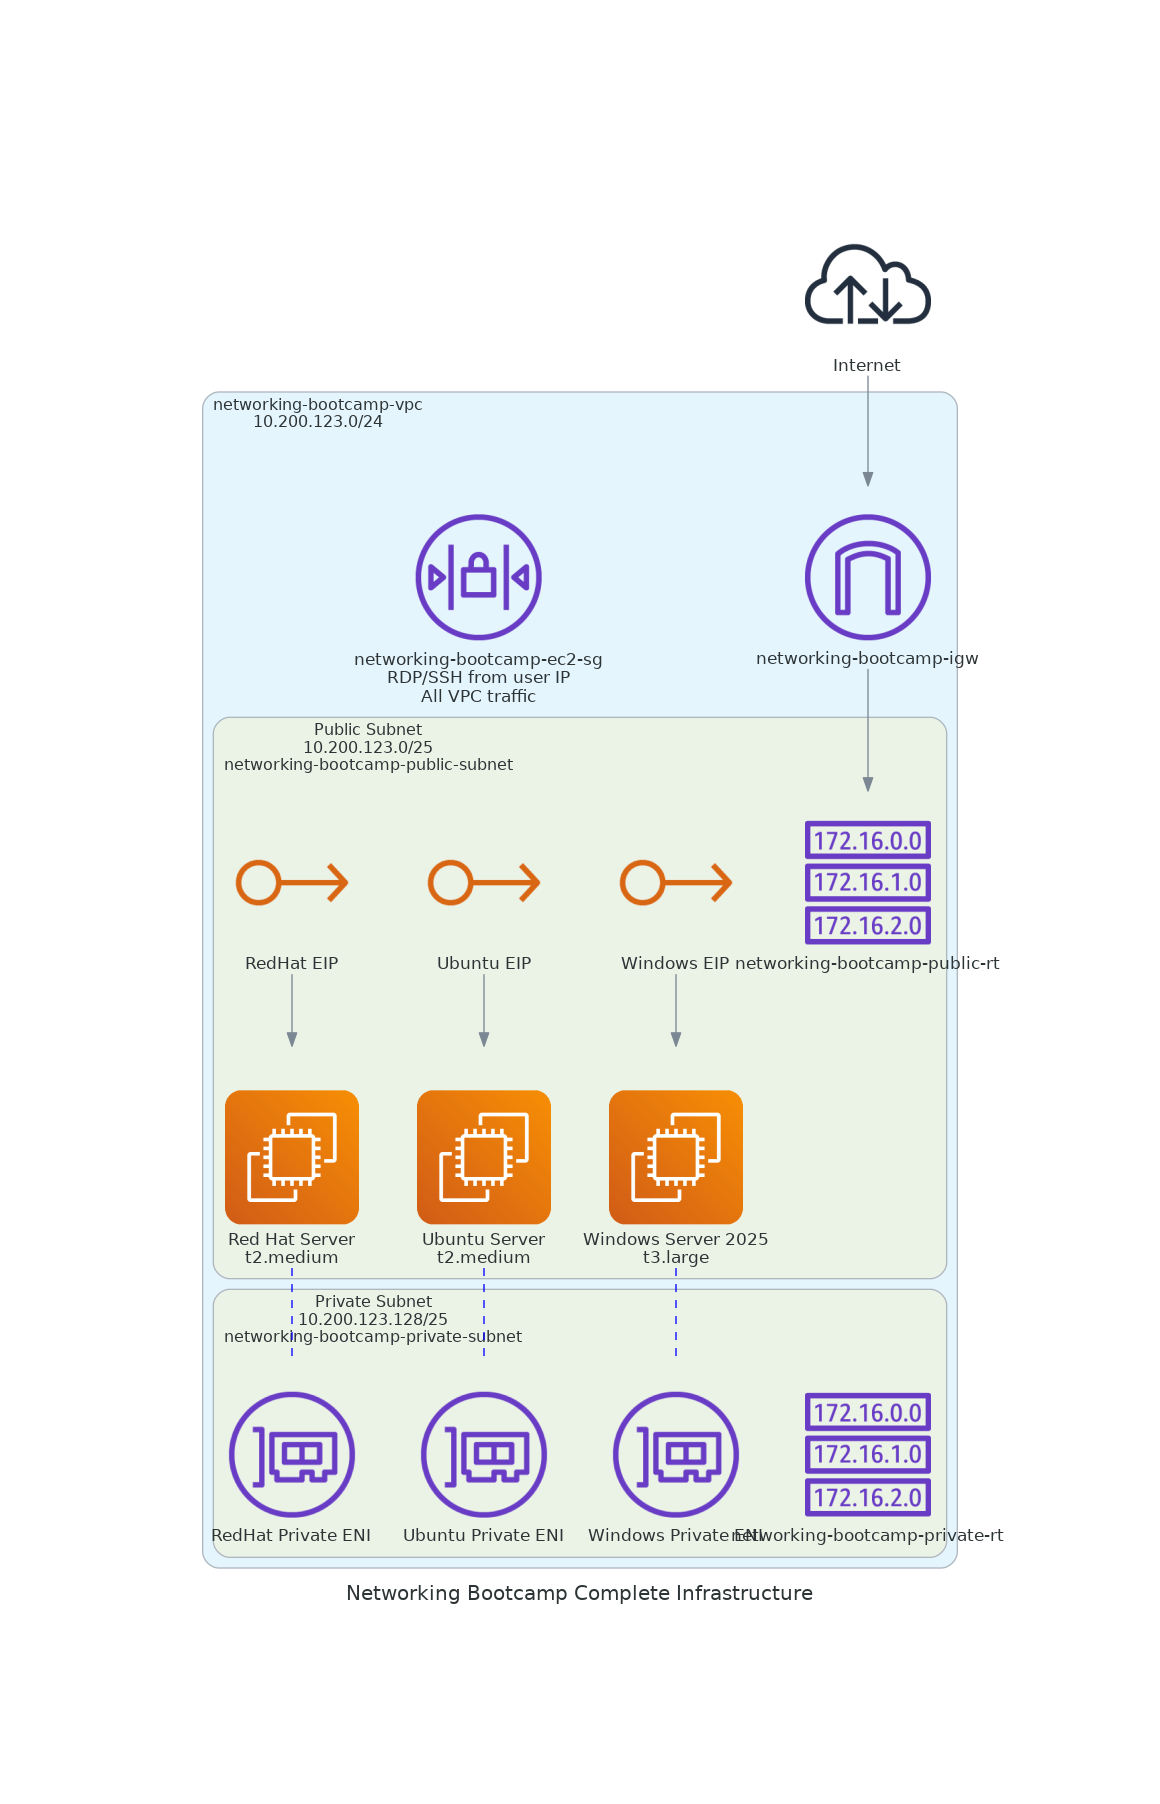 Internet
networking-bootcamp-vpc
10.200.123.0/24
networking-bootcamp-ec2-sg
RDP/SSH from user IP
All VPC traffic
networking-bootcamp-igw
Public Subnet
10.200.123.0/25
networking-bootcamp-public-subnet
172.16.0.0
172.16.1.0
172.16.2.0
RedHat EIP
Ubuntu EIP
Windows EIP
networking-bootcamp-public-rt
Red Hat Server
t2.medium
Ubuntu Server
t2.medium
Windows Server 2025
t3.large
Private Subnet
10.200.123.128/25
networking-bootcamp-private-subnet
172.16.0.0
172.16.1.0
172.16.2.0
RedHat Private ENI
Ubuntu Private ENI
Windows Private ENI
networking-bootcamp-private-rt
Networking Bootcamp Complete Infrastructure